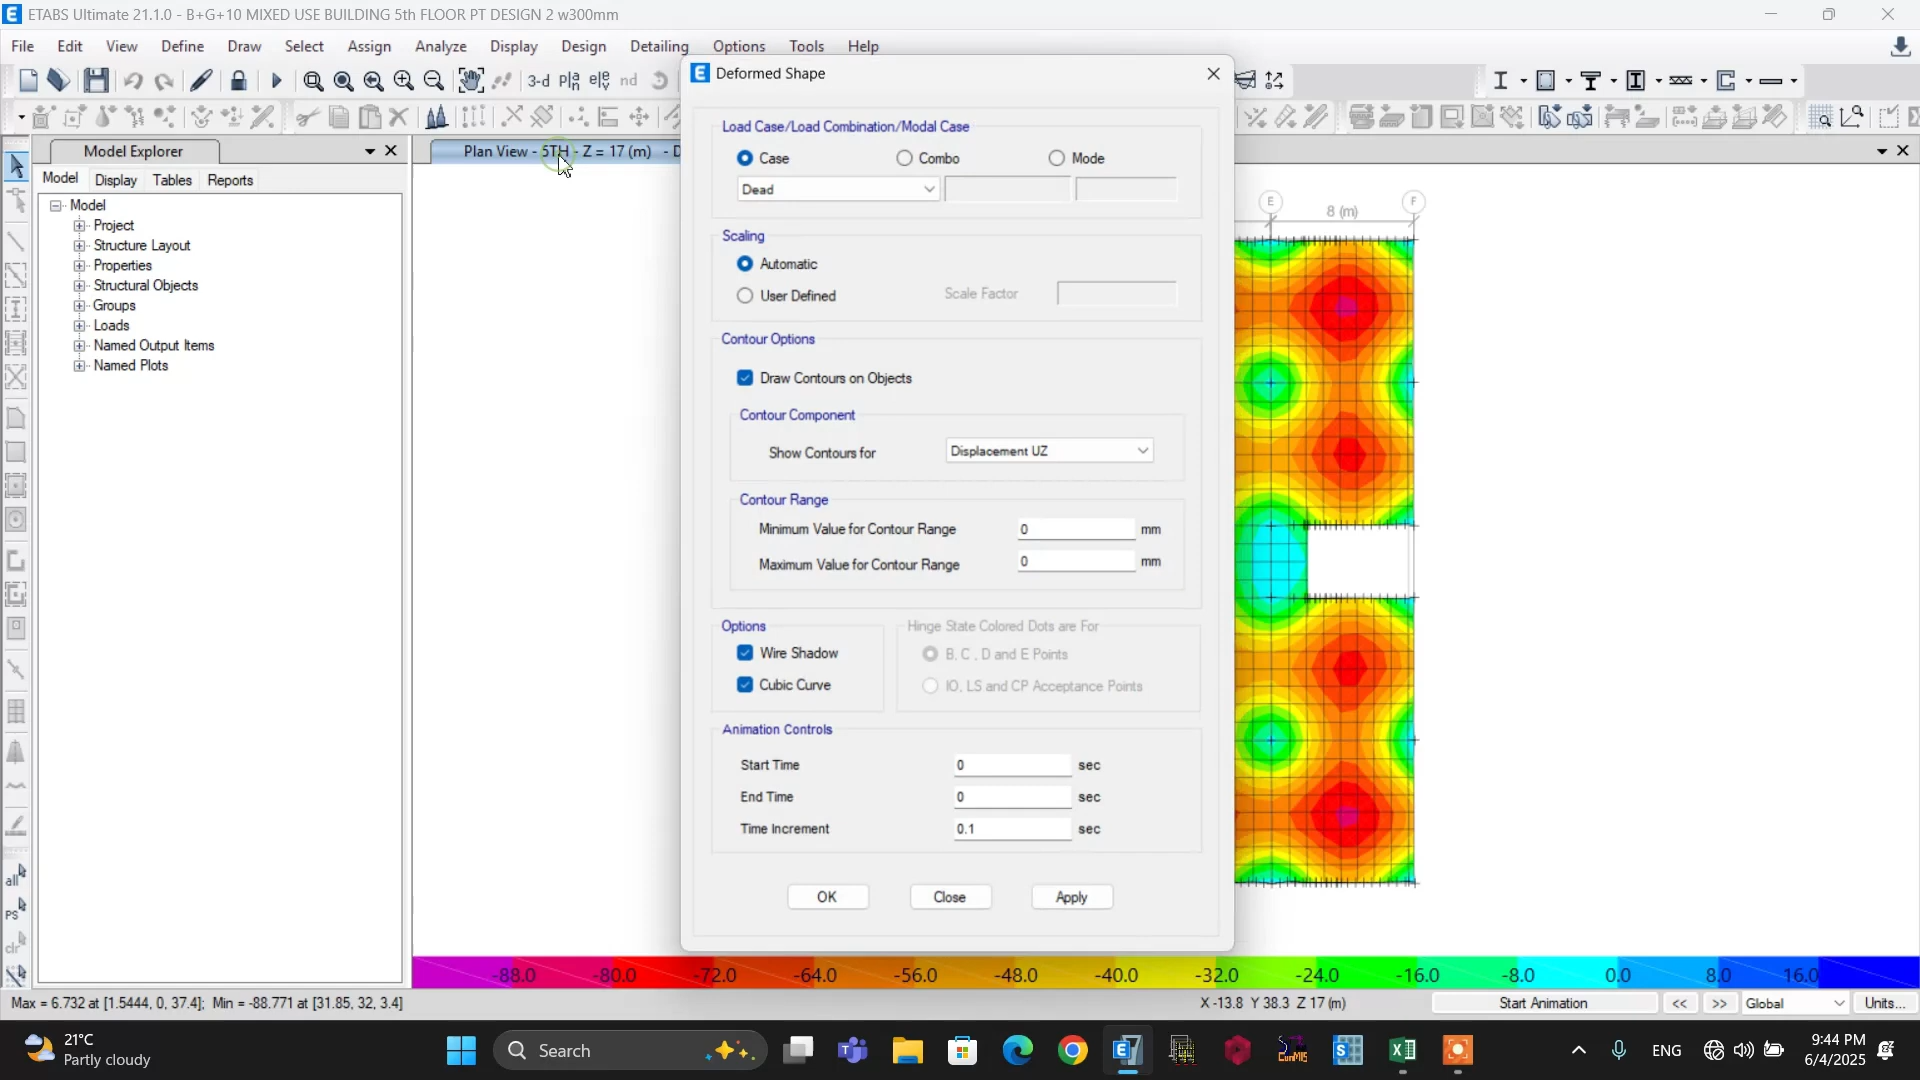 ETABS Ultimate 21.1.0 - B+G+10 MIXED USE BUILDING 5th FLOOR PT DESIGN 2 w300mm
File Edit View Define Draw Select Assign Analyze Display Design Detailing Options Tools Help
3-d pla ele nd
Model Explorer
Plan View - 5TH - Z = 17 (m) - D
Model Display Tables Reports
Model
Project
Structure Layout
Properties
Structural Objects
Groups
Loads
Named Output Items
Named Plots
all
PS
clr
Deformed Shape
Load Case/Load Combination/Modal Case
Case Combo Mode
Dead
Scaling
Automatic
User Defined Scale Factor
Contour Options
Draw Contours on Objects
Contour Component
Show Contours for Displacement UZ
Contour Range
Minimum Value for Contour Range 0 mm
Maximum Value for Contour Range 0 mm
Options
Wire Shadow
Cubic Curve
Hinge State Colored Dots are For
B, C , D and E Points
IO, LS and CP Acceptance Points
Animation Controls
Start Time 0 sec
End Time 0 sec
Time Increment 0.1 sec
OK Close Apply
E 8 (m) F
-88.0 -80.0 -72.0 -64.0 -56.0 -48.0 -40.0 -32.0 -24.0 -16.0 -8.0 0.0 8.0 16.0
Max = 6.732 at [1.5444, 0, 37.4]; Min = -88.771 at [31.85, 32, 3.4]
X -13.8 Y 38.3 Z 17 (m)
Start Animation << >> Global Units...
21°C
Partly cloudy
Search
ENG
9:44 PM
6/4/2025